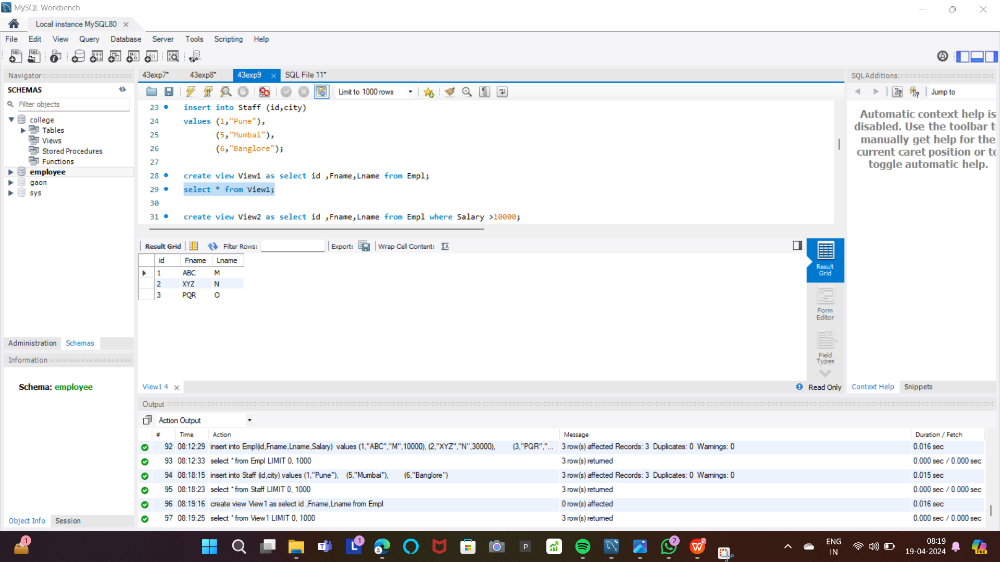 MySQL Workbench
Local instance MySQL80
File Edit View Query Database Server Tools Scripting Help
Navigator
SCHEMAS
Filter objects
college
Tables
Views
Stored Procedures
Functions
employee
gaon
sys
Administration Schemas
Information
Schema: employee
Object Info Session
43exp7* 43exp8* 43exp9 SQL File 11*
Limit to 1000 rows
23 insert into Staff (id,city)
24 values (1,"Pune"),
25 (5,"Mumbai"),
26 (6,"Banglore");
27
28 create view View1 as select id ,Fname,Lname from Empl;
29 select * from View1;
30
31 create view View2 as select id ,Fname,Lname from Empl where Salary >10000;
Result Grid Filter Rows: Export: Wrap Cell Content:
id Fname Lname
1 ABC M
2 XYZ N
3 PQR O
Result
Grid
Form
Editor
Field
Types
View1 4
Read Only
SQLAdditions
Jump to
Automatic context help is
disabled. Use the toolbar t
manually get help for the
current caret position or to
toggle automatic help.
Context Help Snippets
Output
Action Output
# Time Action Message Duration / Fetch
92 08:12:29 insert into Empl(id,Fname,Lname,Salary) values (1,"ABC","M",10000), (2,"XYZ","N",30000), (3,"PQR","... 3 row(s) affected Records: 3 Duplicates: 0 Warnings: 0 0.016 sec
93 08:12:33 select * from Empl LIMIT 0, 1000 3 row(s) returned 0.000 sec / 0.000 sec
94 08:18:15 insert into Staff (id,city) values (1,"Pune"), (5,"Mumbai"), (6,"Banglore") 3 row(s) affected Records: 3 Duplicates: 0 Warnings: 0 0.015 sec
95 08:18:23 select * from Staff LIMIT 0, 1000 3 row(s) returned 0.000 sec / 0.000 sec
96 08:19:16 create view View1 as select id ,Fname,Lname from Empl 0 row(s) affected 0.016 sec
97 08:19:25 select * from View1 LIMIT 0, 1000 3 row(s) returned 0.000 sec / 0.000 sec
1
1
2
ENG
IN
08:19
19-04-2024
PRE